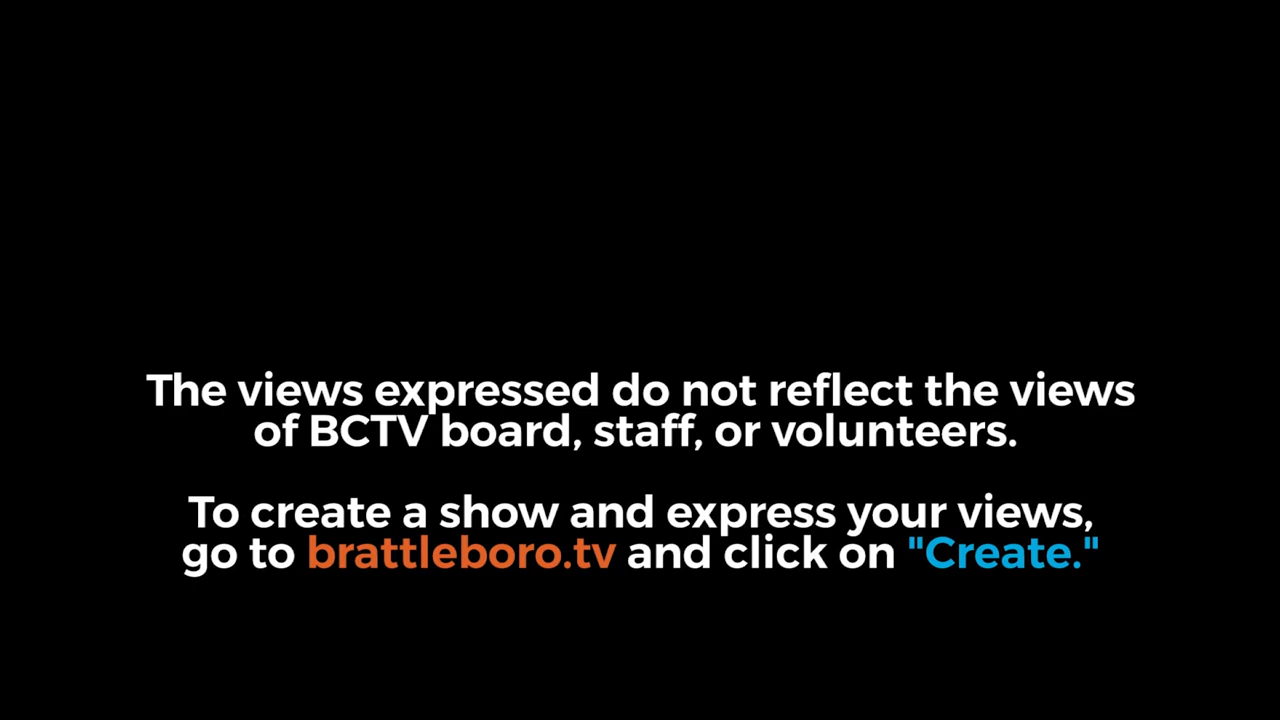 The views expressed do not reflect the views
of BCTV board, staff, or volunteers.
To create a show and express your views,
go to brattleboro.tv and click on "Create."